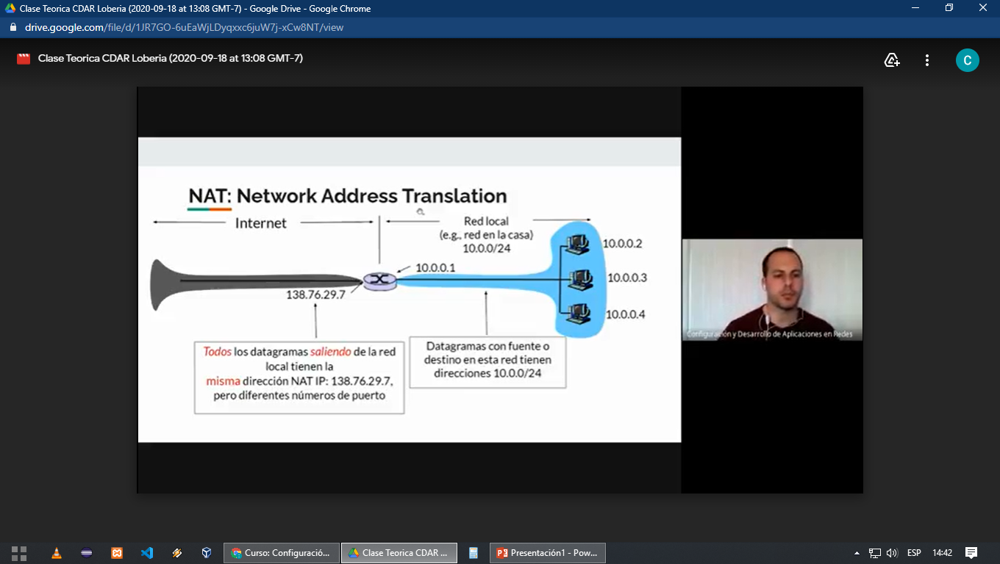 Clase Teorica CDAR Loberia (2020-09-18 at 13:08 GMT-7) - Google Drive - Google Chrome
drive.google.com/file/d/1JR7GO-6uEaWjLDyqxxc6juW7j-xCw8NT/view
Clase Teorica CDAR Loberia (2020-09-18 at 13:08 GMT-7)
C
NAT: Network Address Translation
Internet
Red local
(e.g., red en la casa)
10.0.0/24
10.0.0.1
138.76.29.7
10.0.0.2
10.0.0.3
10.0.0.4
Todos los datagramas saliendo de la red
local tienen la
misma dirección NAT IP: 138.76.29.7,
pero diferentes números de puerto
Datagramas con fuente o
destino en esta red tienen
direcciones 10.0.0/24
Configuración y Desarrollo de Aplicaciones en Redes
Curso: Configuració...
Clase Teorica CDAR ...
Presentación1 - Pow...
ESP
14:42